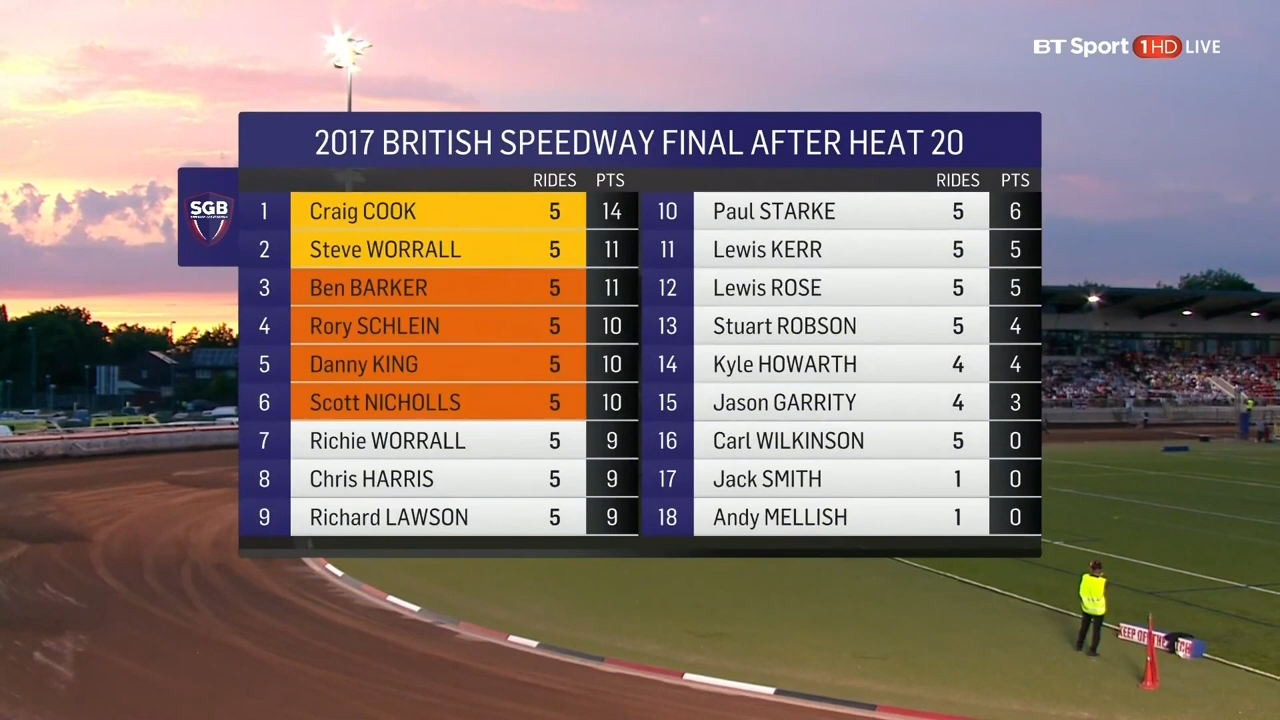 BT Sport 1HD LIVE
2017 BRITISH SPEEDWAY FINAL AFTER HEAT 20
SGB
RIDES PTS
1 Craig COOK 5 14
2 Steve WORRALL 5 11
3 Ben BARKER 5 11
4 Rory SCHLEIN 5 10
5 Danny KING 5 10
6 Scott NICHOLLS 5 10
7 Richie WORRALL 5 9
8 Chris HARRIS 5 9
9 Richard LAWSON 5 9
RIDES PTS
10 Paul STARKE 5 6
11 Lewis KERR 5 5
12 Lewis ROSE 5 5
13 Stuart ROBSON 5 4
14 Kyle HOWARTH 4 4
15 Jason GARRITY 4 3
16 Carl WILKINSON 5 0
17 Jack SMITH 1 0
18 Andy MELLISH 1 0
KEEP OFF THE